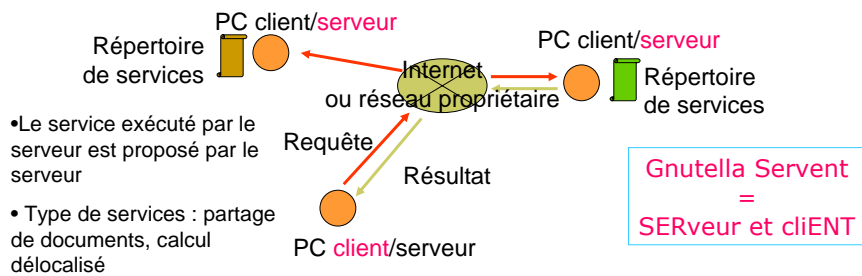 PC client/serveur
Répertoire
de services
PC client/serveur
Internet
ou réseau propriétaire
Répertoire
de services
•Le service exécuté par le
serveur est proposé par le
serveur
Requête
Résultat
• Type de services : partage
de documents, calcul
délocalisé
PC client/serveur
Gnutella Servent
=
SERveur et cliENT